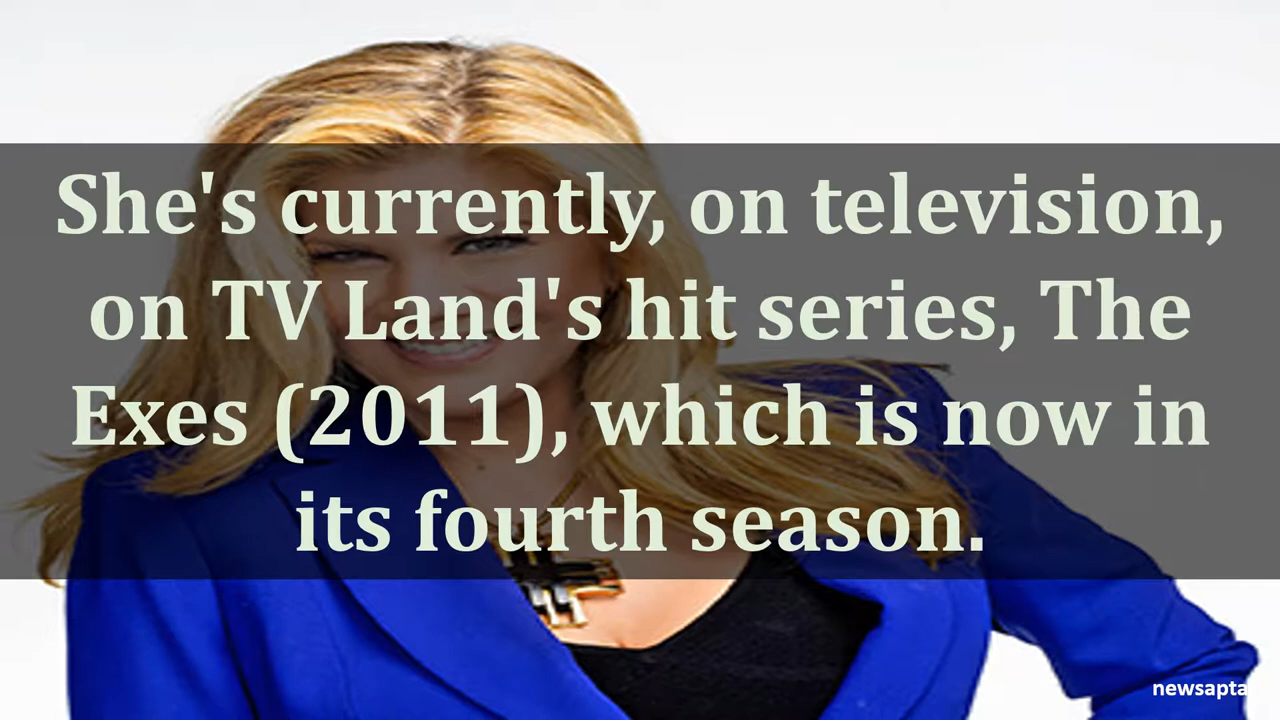 She's currently, on television,
on TV Land's hit series, The
Exes (2011), which is now in
its fourth season.
newsapta